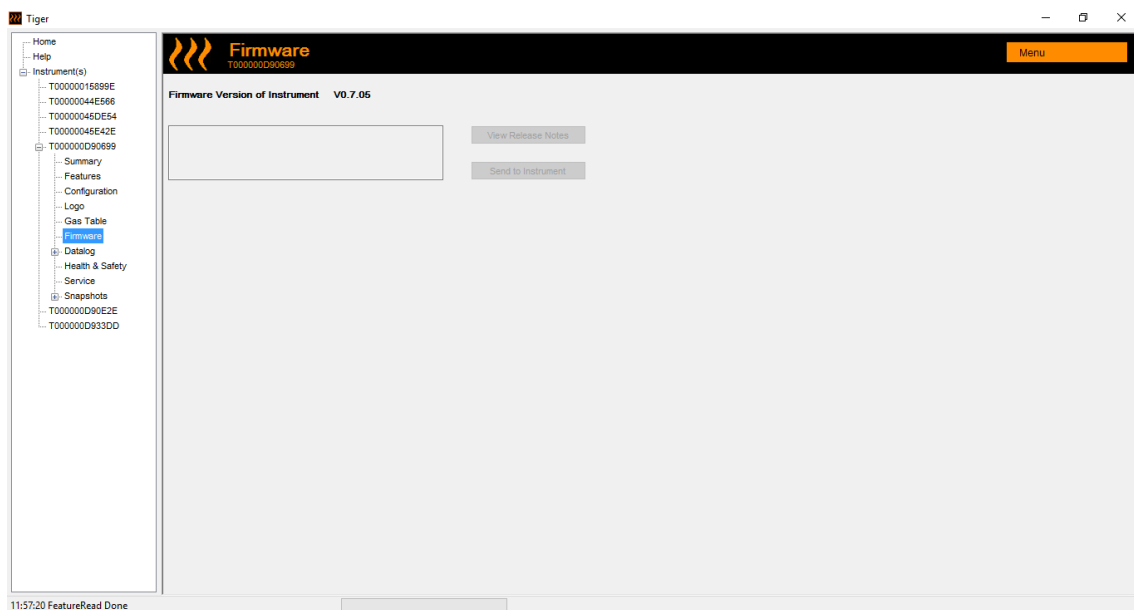 Tiger
Home
Help
Instrument(s)
T00000015899E
T00000044E566
T00000045DE54
T00000045E42E
T000000D90699
Summary
Features
Configuration
Logo
Gas Table
Firmware
Datalog
Health & Safety
Service
Snapshots
T000000D90E2E
T000000D933DD
Firmware
T000000D90699
Menu
Firmware Version of Instrument V0.7.05
View Release Notes
Send to Instrument
11:57:20 FeatureRead Done